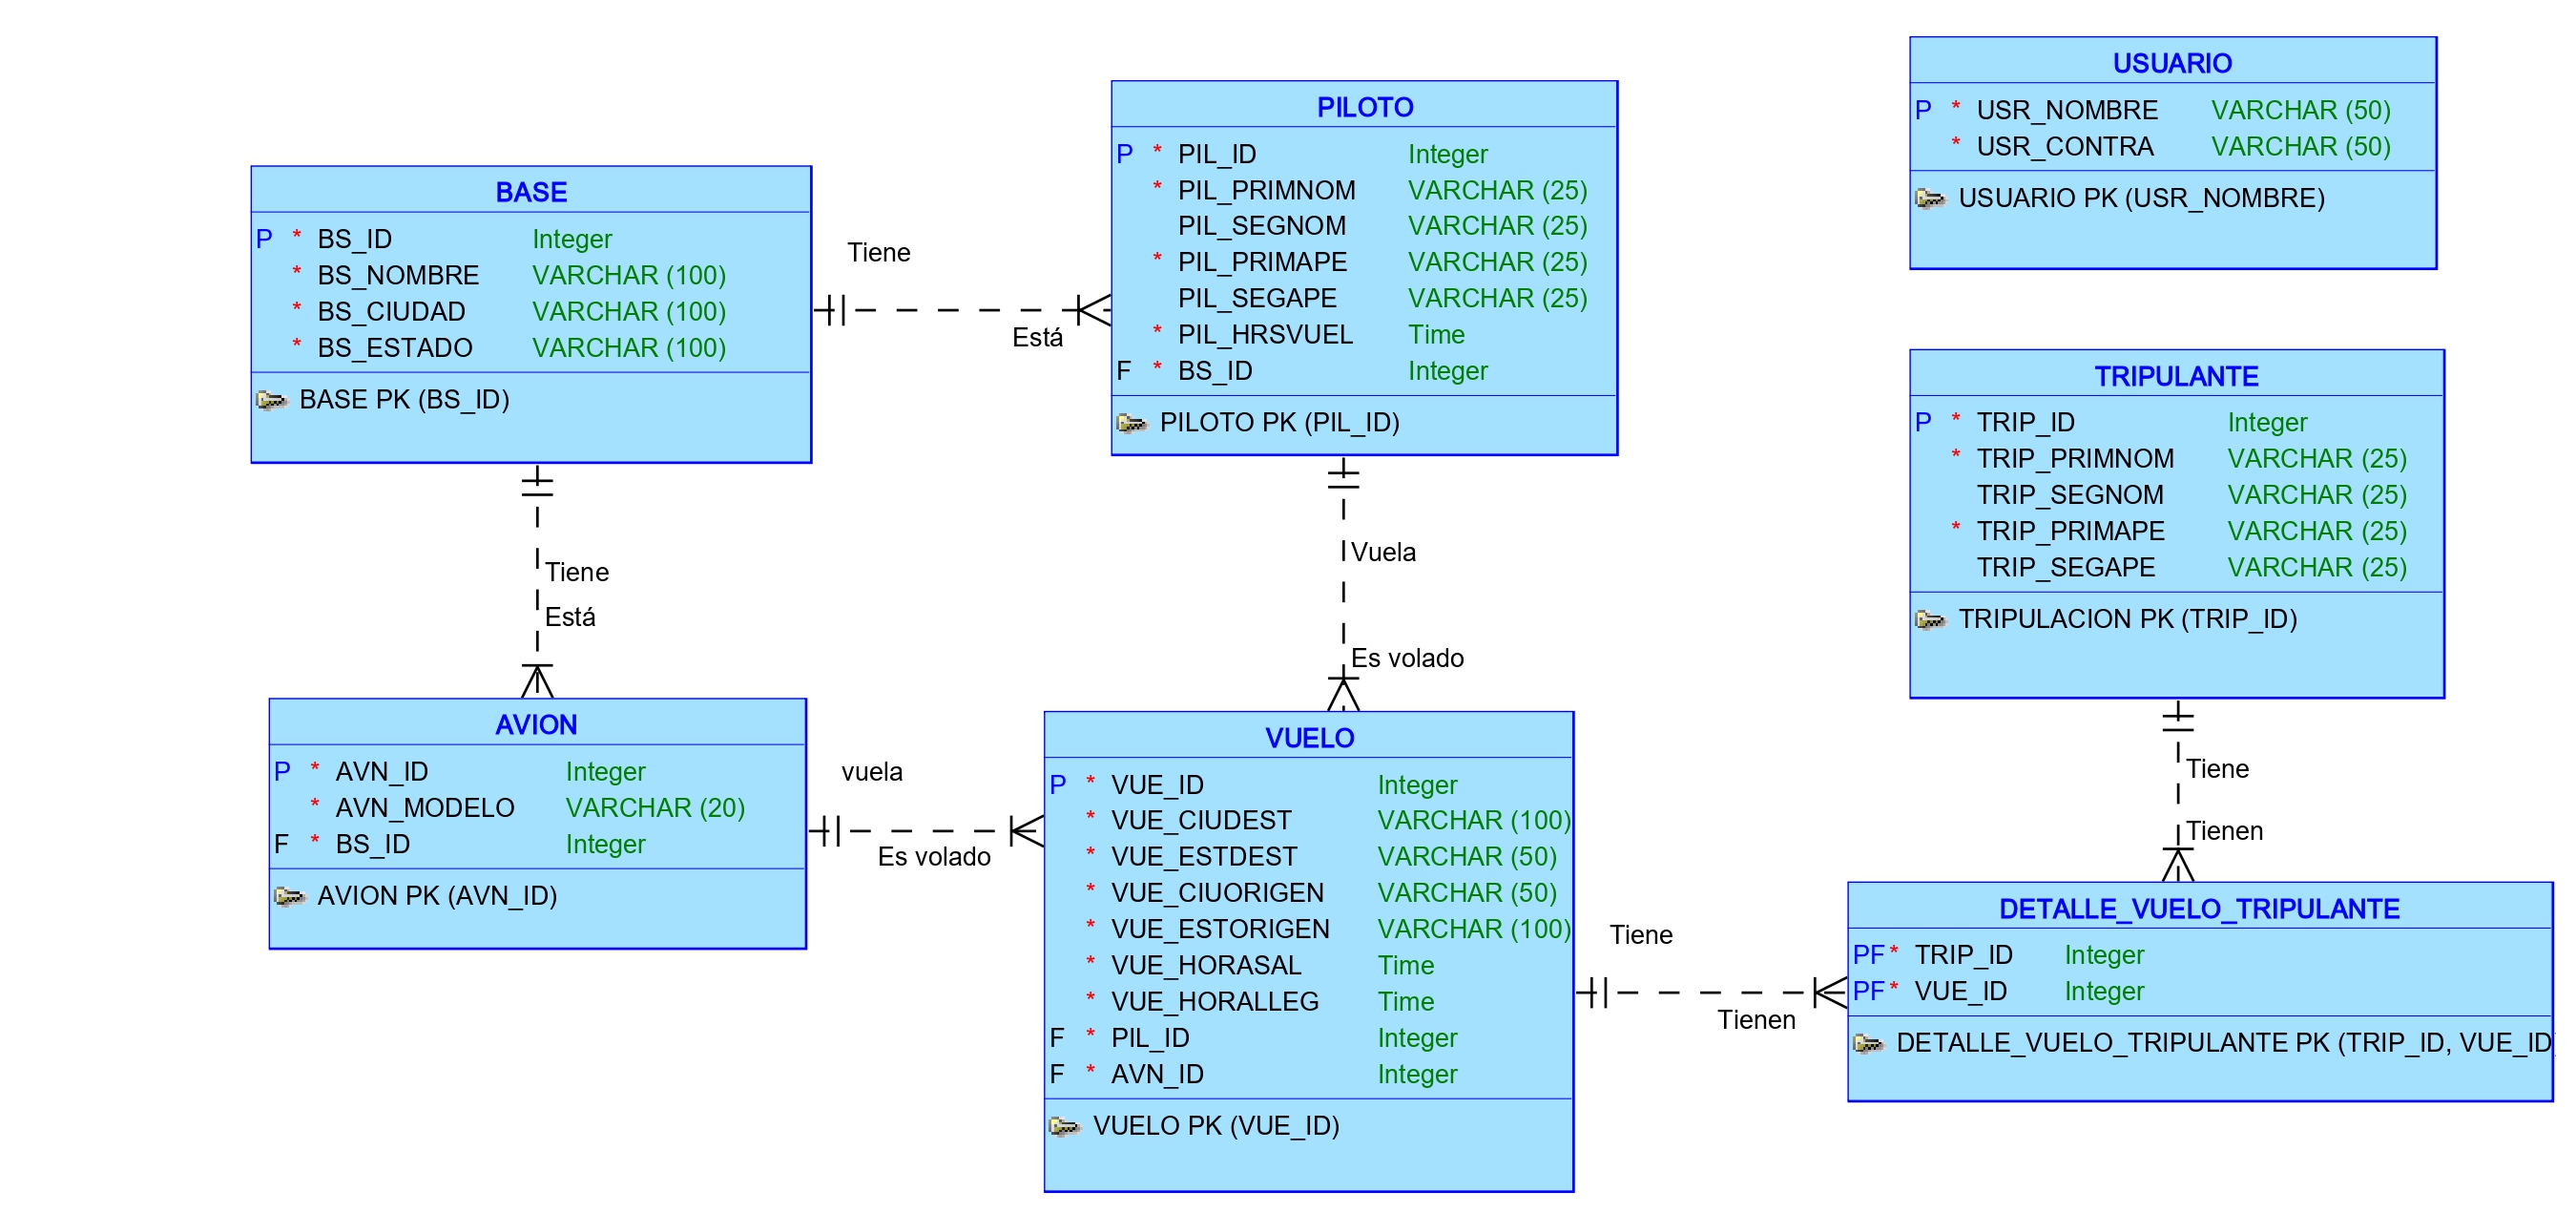 BASE
P * BS_ID Integer
* BS_NOMBRE VARCHAR (100)
* BS_CIUDAD VARCHAR (100)
* BS_ESTADO VARCHAR (100)
BASE PK (BS_ID)
Tiene
Está
PILOTO
P * PIL_ID Integer
* PIL_PRIMNOM VARCHAR (25)
PIL_SEGNOM VARCHAR (25)
* PIL_PRIMAPE VARCHAR (25)
PIL_SEGAPE VARCHAR (25)
* PIL_HRSVUEL Time
F * BS_ID Integer
PILOTO PK (PIL_ID)
USUARIO
P * USR_NOMBRE VARCHAR (50)
* USR_CONTRA VARCHAR (50)
USUARIO PK (USR_NOMBRE)
TRIPULANTE
P * TRIP_ID Integer
* TRIP_PRIMNOM VARCHAR (25)
TRIP_SEGNOM VARCHAR (25)
* TRIP_PRIMAPE VARCHAR (25)
TRIP_SEGAPE VARCHAR (25)
TRIPULACION PK (TRIP_ID)
Tiene
Está
Vuela
Es volado
Tiene
Tienen
AVION
P * AVN_ID Integer
* AVN_MODELO VARCHAR (20)
F * BS_ID Integer
AVION PK (AVN_ID)
vuela
Es volado
VUELO
P * VUE_ID Integer
* VUE_CIUDEST VARCHAR (100)
* VUE_ESTDEST VARCHAR (50)
* VUE_CIUORIGEN VARCHAR (50)
* VUE_ESTORIGEN VARCHAR (100)
* VUE_HORASAL Time
* VUE_HORALLEG Time
F * PIL_ID Integer
F * AVN_ID Integer
VUELO PK (VUE_ID)
Tiene
Tienen
DETALLE_VUELO_TRIPULANTE
PF * TRIP_ID Integer
PF * VUE_ID Integer
DETALLE_VUELO_TRIPULANTE PK (TRIP_ID, VUE_ID